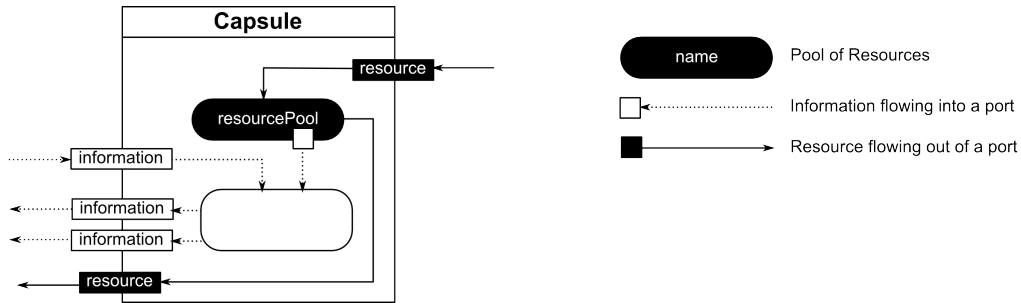 Capsule
resource
resourcePool
information
information
information
resource
name
Pool of Resources
Information flowing into a port
Resource flowing out of a port